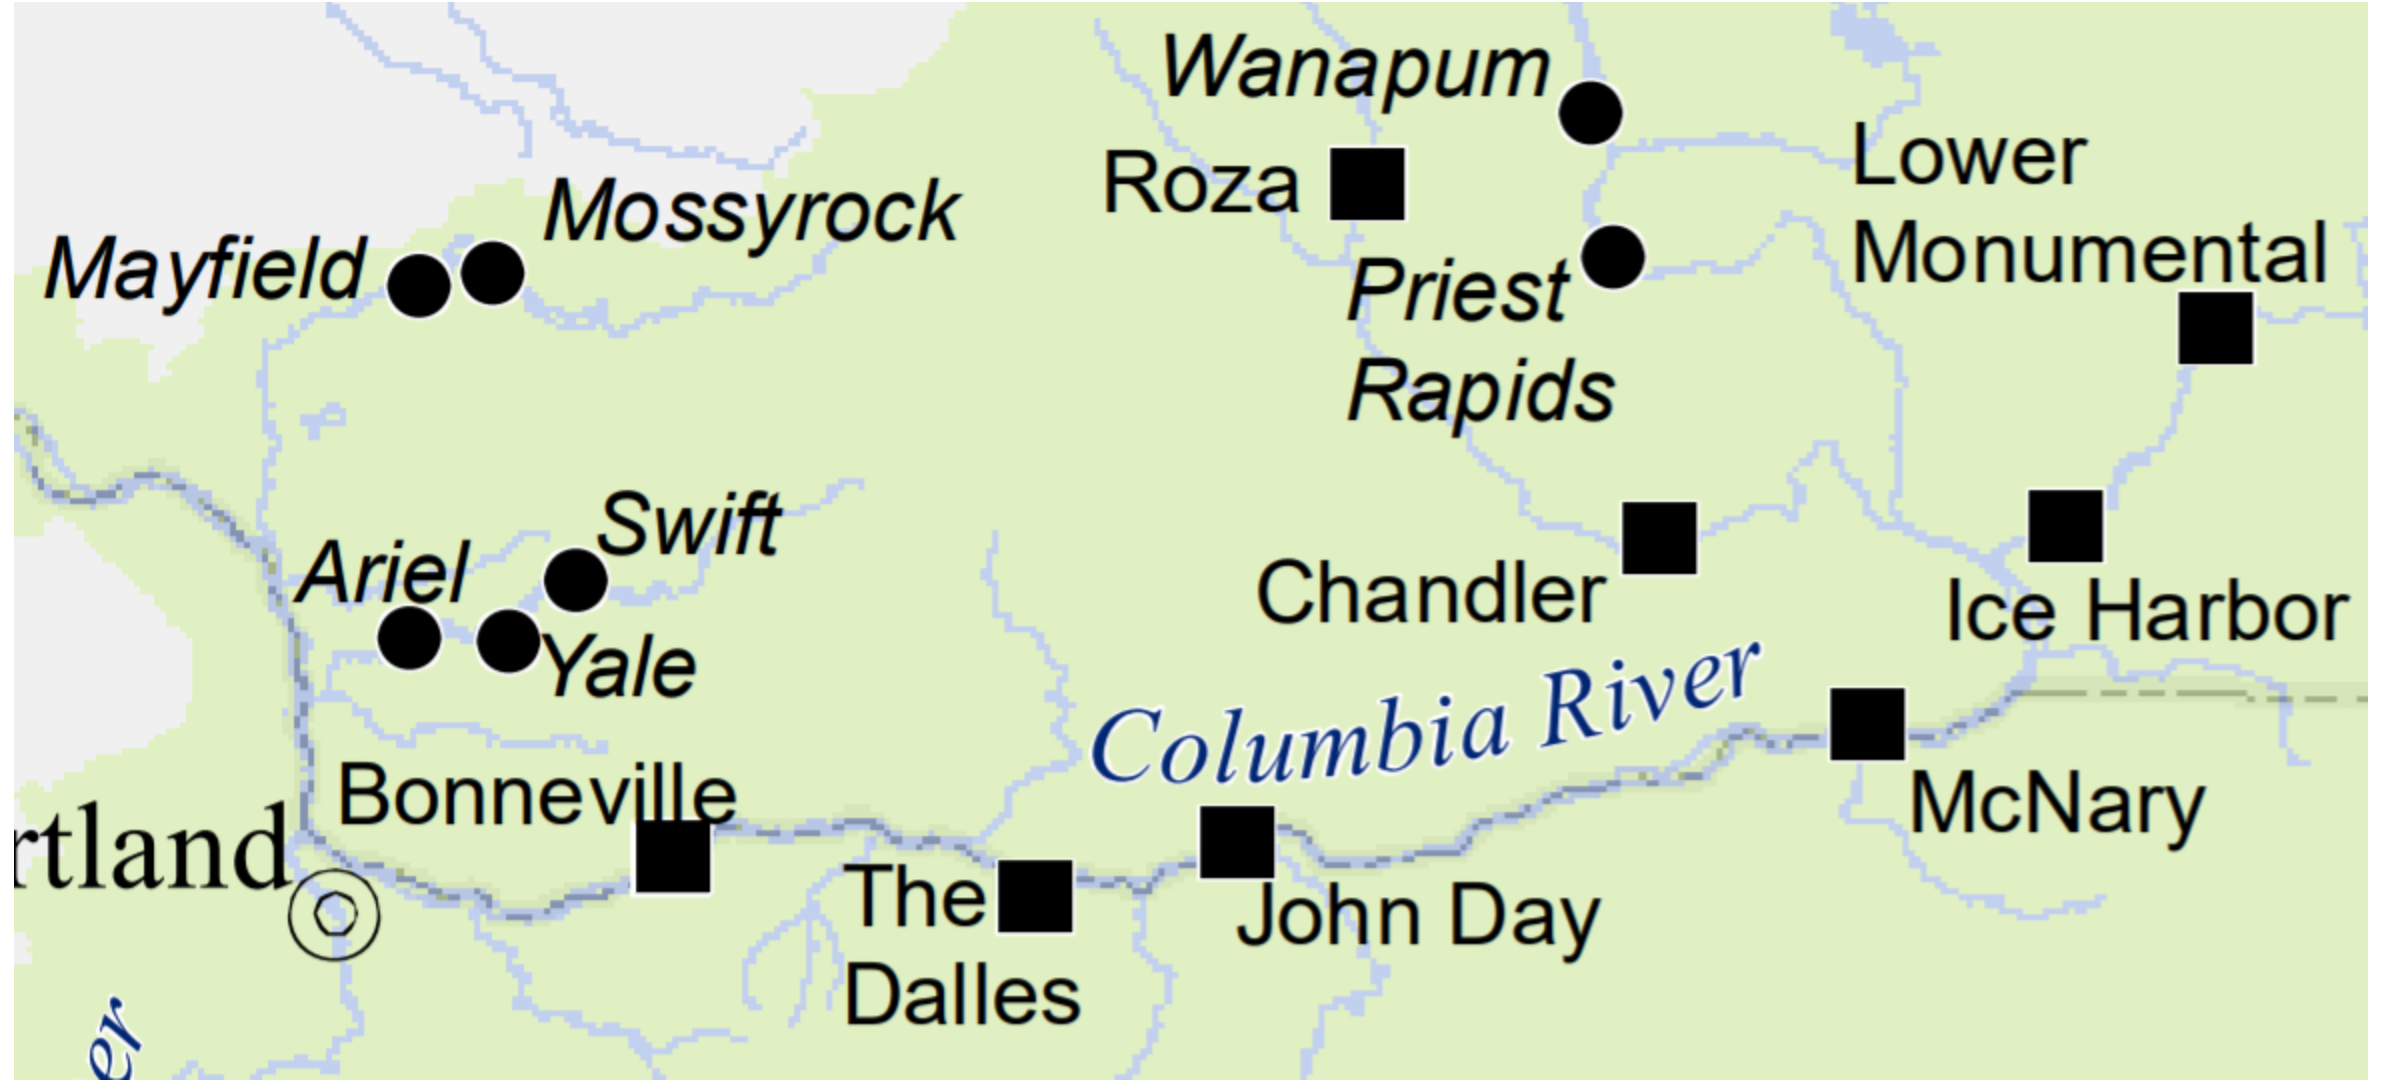 Wanapum
Lower
Monumental
Roza
Mossyrock
Mayfield
Priest
Rapids
Swift
Ariel
Chandler
Ice Harbor
Yale
Columbia River
Bonneville
McNary
rtland
The
Dalles
John Day
er